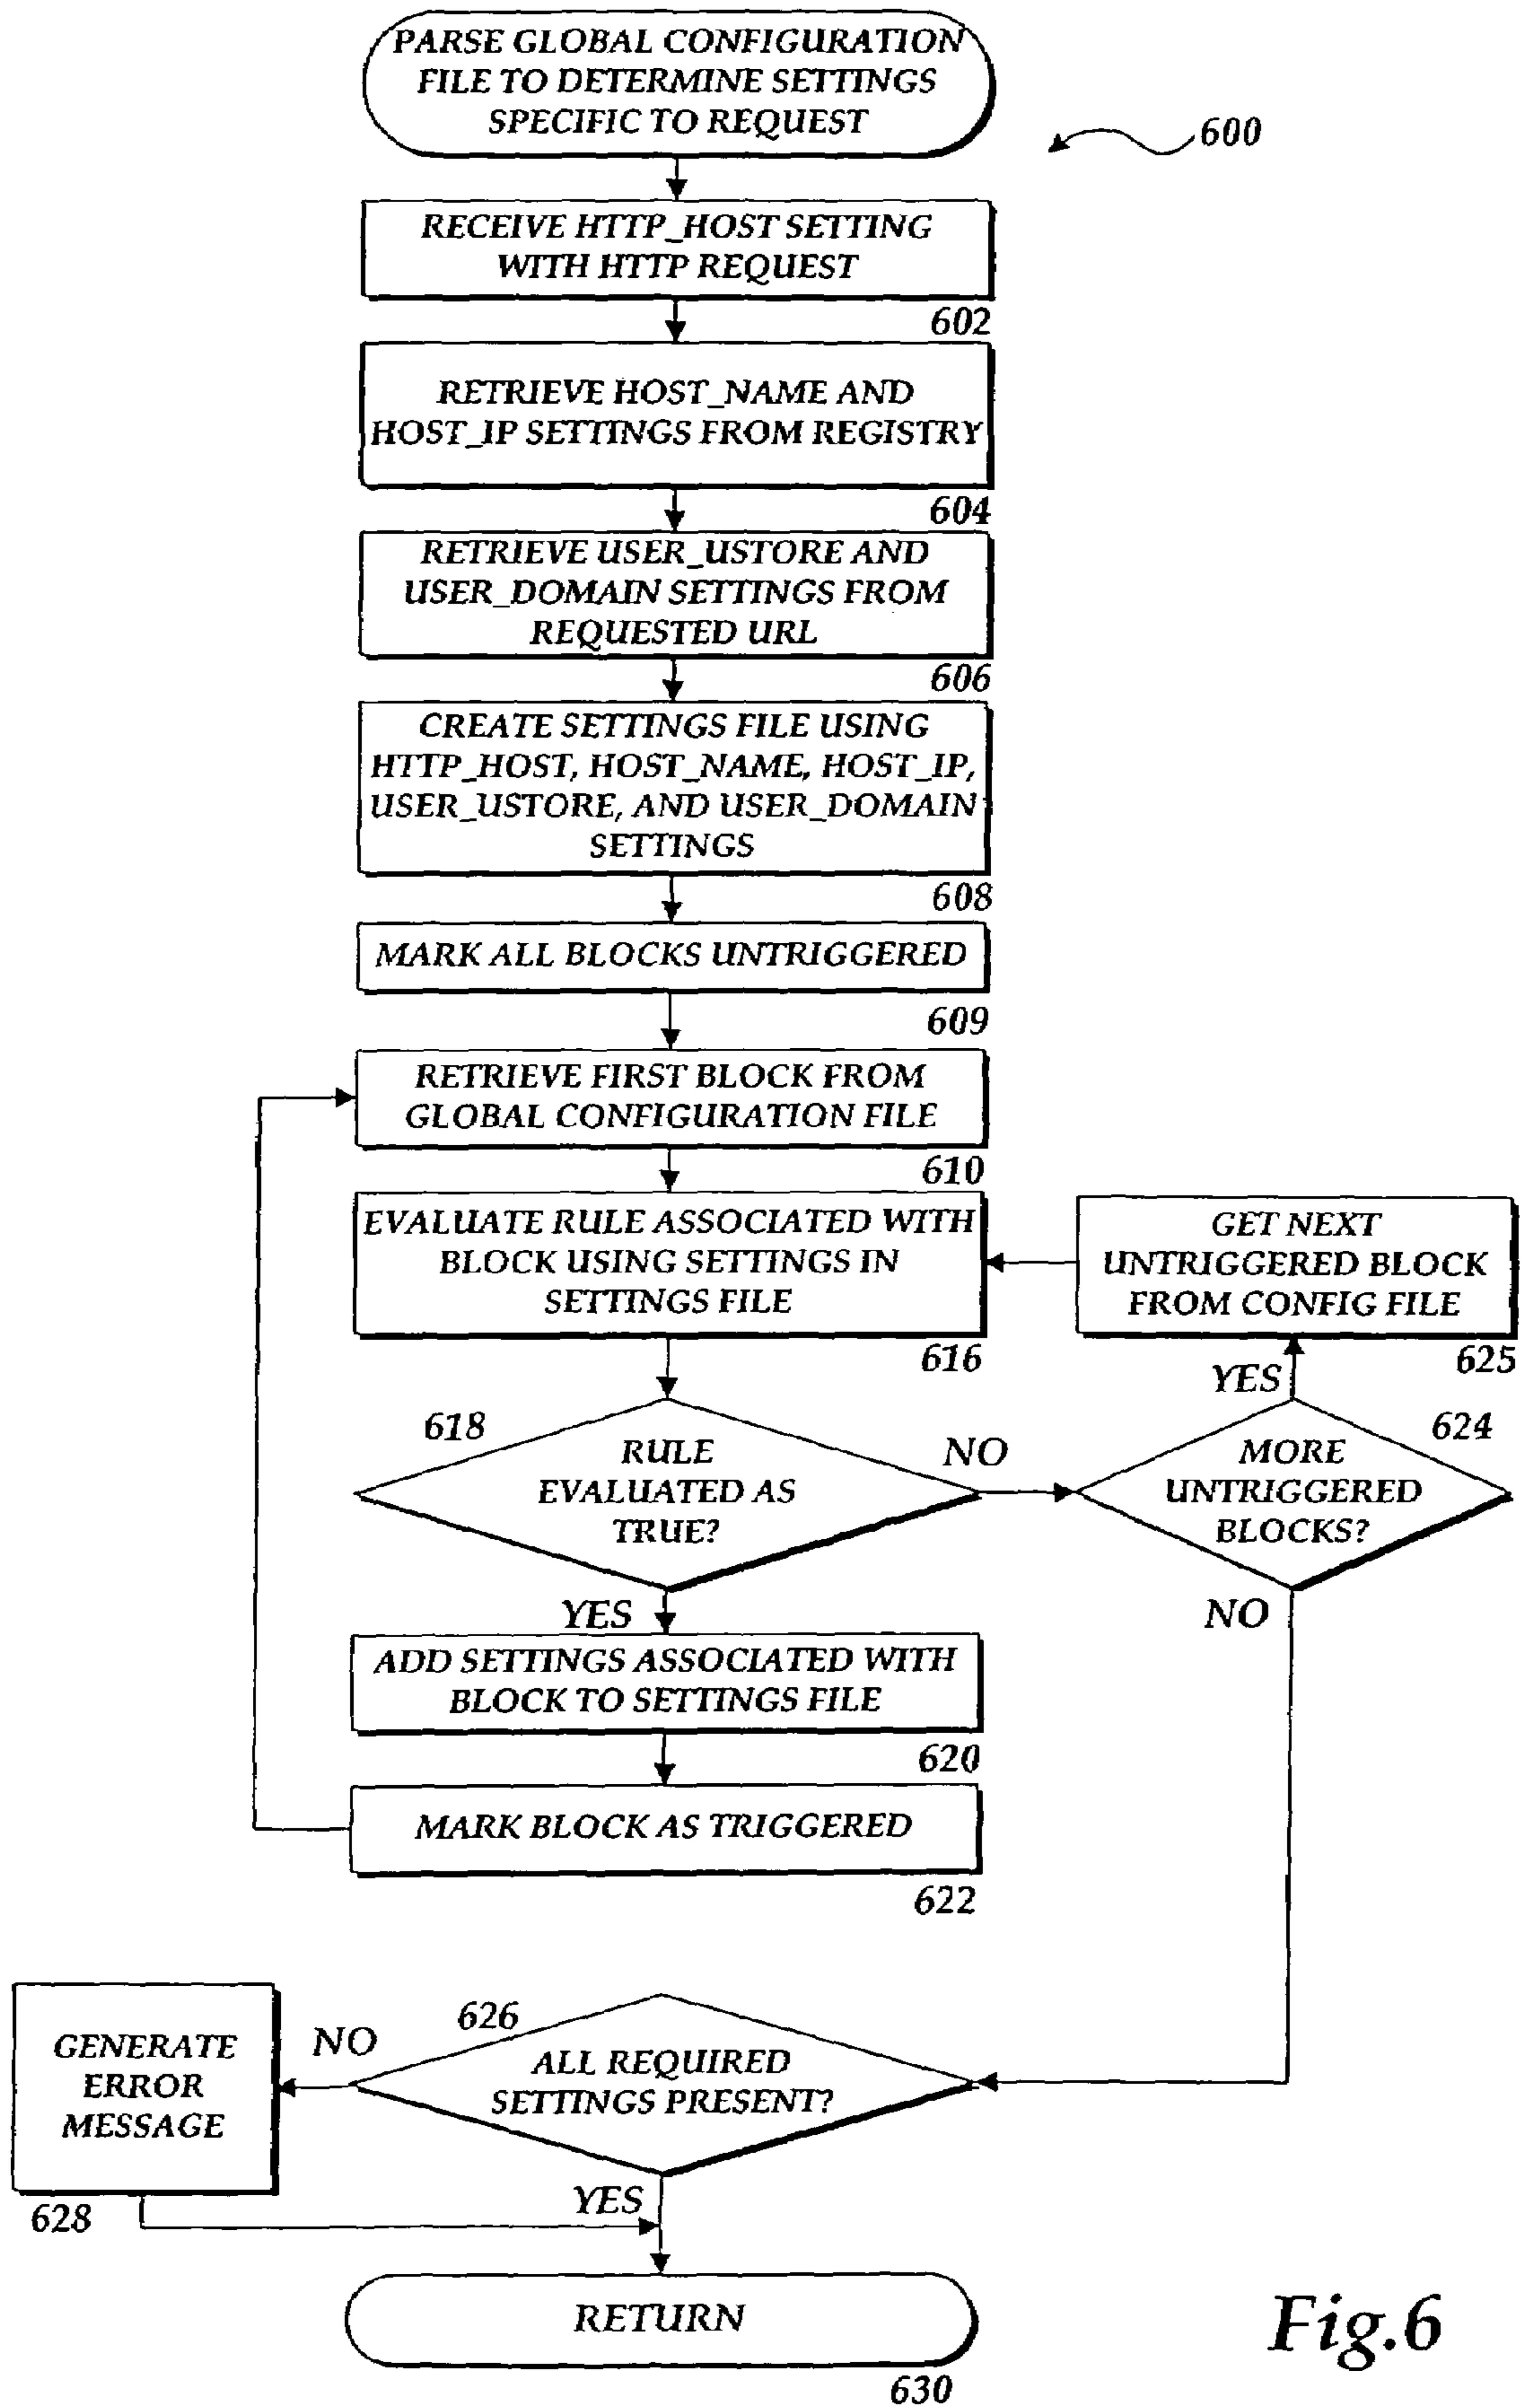 PARSE GLOBAL CONFIGURATION
FILE TO DETERMINE SETTINGS
SPECIFIC TO REQUEST
600
RECEIVE HTTP_HOST SETTING
WITH HTTP REQUEST
602
RETRIEVE HOST_NAME AND
HOST_IP SETTINGS FROM REGISTRY
604
RETRIEVE USER_USTORE AND
USER_DOMAIN SETTINGS FROM
REQUESTED URL
606
CREATE SETTINGS FILE USING
HTTP_HOST, HOST_NAME, HOST_IP,
USER_USTORE, AND USER_DOMAIN
SETTINGS
608
MARK ALL BLOCKS UNTRIGGERED
609
RETRIEVE FIRST BLOCK FROM
GLOBAL CONFIGURATION FILE
610
EVALUATE RULE ASSOCIATED WITH
BLOCK USING SETTINGS IN
SETTINGS FILE
616
GET NEXT
UNTRIGGERED BLOCK
FROM CONFIG FILE
625
YES
618
RULE
EVALUATED AS
TRUE?
NO
624
MORE
UNTRIGGERED
BLOCKS?
NO
YES
ADD SETTINGS ASSOCIATED WITH
BLOCK TO SETTINGS FILE
620
MARK BLOCK AS TRIGGERED
622
626
ALL REQUIRED
SETTINGS PRESENT?
NO
GENERATE
ERROR
MESSAGE
628
YES
RETURN
630
Fig.6